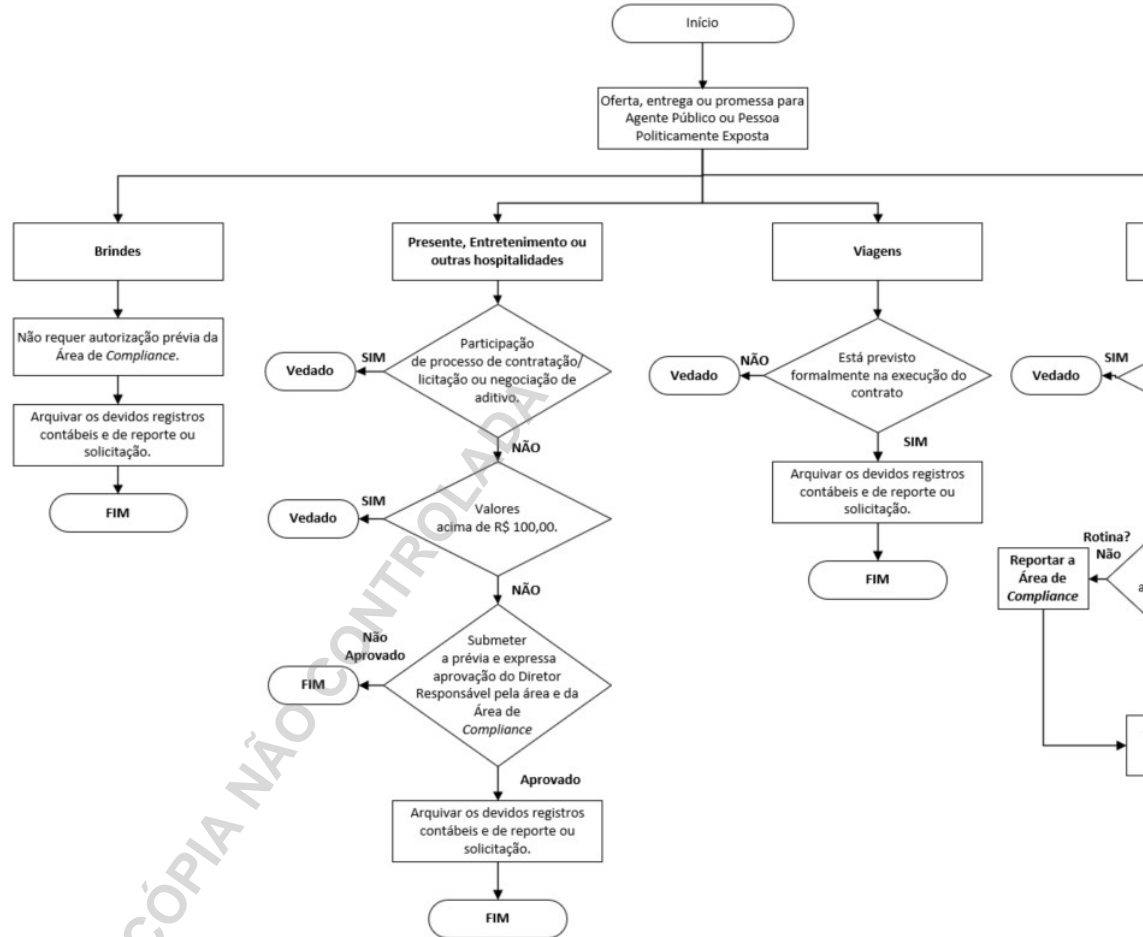 Início
Oferta, entrega ou promessa para
Agente Público ou Pessoa
Politicamente Exposta
Brindes
Não requer autorização prévia da
Área de Compliance.
Arquivar os devidos registros
contábeis e de reporte ou
solicitação.
FIM
Presente, Entretenimento ou
outras hospitalidades
Participação
de processo de contratação/
licitação ou negociação de
aditivo.
SIM
Vedado
NÃO
Valores
acima de R$ 100,00.
SIM
Vedado
NÃO
Submeter
a prévia e expressa
aprovação do Diretor
Responsável pela área e da
Área de
Compliance
Não
Aprovado
FIM
Aprovado
Arquivar os devidos registros
contábeis e de reporte ou
solicitação.
FIM
Viagens
Está previsto
formalmente na execução do
contrato
NÃO
Vedado
SIM
Arquivar os devidos registros
contábeis e de reporte ou
solicitação.
FIM
SIM
Vedado
Rotina?
Não
Reportar a
Área de
Compliance
CÓPIA NÃO CONTROLADA